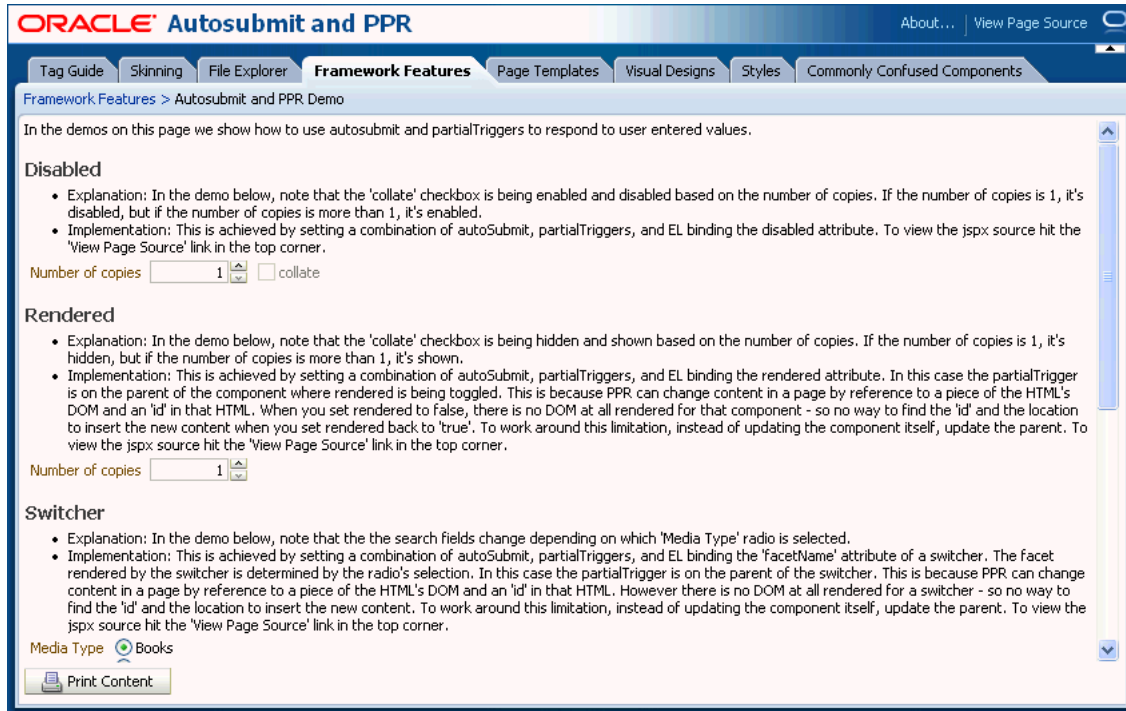 ORACLE Autosubmit and PPR
About... View Page Source
Tag Guide Skinning File Explorer Framework Features Page Templates Visual Designs Styles Commonly Confused Components
Framework Features > Autosubmit and PPR Demo
In the demos on this page we show how to use autosubmit and partialTriggers to respond to user entered values.
Disabled
• Explanation: In the demo below, note that the 'collate' checkbox is being enabled and disabled based on the number of copies. If the number of copies is 1, it's
disabled, but if the number of copies is more than 1, it's enabled.
• Implementation: This is achieved by setting a combination of autoSubmit, partialTriggers, and EL binding the disabled attribute. To view the jspx source hit the
'View Page Source' link in the top corner.
Number of copies 1 collate
Rendered
• Explanation: In the demo below, note that the 'collate' checkbox is being hidden and shown based on the number of copies. If the number of copies is 1, it's
hidden, but if the number of copies is more than 1, it's shown.
• Implementation: This is achieved by setting a combination of autoSubmit, partialTriggers, and EL binding the rendered attribute. In this case the partialTrigger
is on the parent of the component where rendered is being toggled. This is because PPR can change content in a page by reference to a piece of the HTML's
DOM and an 'id' in that HTML. When you set rendered to false, there is no DOM at all rendered for that component - so no way to find the 'id' and the location
to insert the new content when you set rendered back to 'true'. To work around this limitation, instead of updating the component itself, update the parent. To
view the jspx source hit the 'View Page Source' link in the top corner.
Number of copies 1
Switcher
• Explanation: In the demo below, note that the the search fields change depending on which 'Media Type' radio is selected.
• Implementation: This is achieved by setting a combination of autoSubmit, partialTriggers, and EL binding the 'facetName' attribute of a switcher. The facet
rendered by the switcher is determined by the radio's selection. In this case the partialTrigger is on the parent of the switcher. This is because PPR can change
content in a page by reference to a piece of the HTML's DOM and an 'id' in that HTML. However there is no DOM at all rendered for a switcher - so no way to
find the 'id' and the location to insert the new content. To work around this limitation, instead of updating the component itself, update the parent. To view the
jspx source hit the 'View Page Source' link in the top corner.
Media Type Books
Print Content